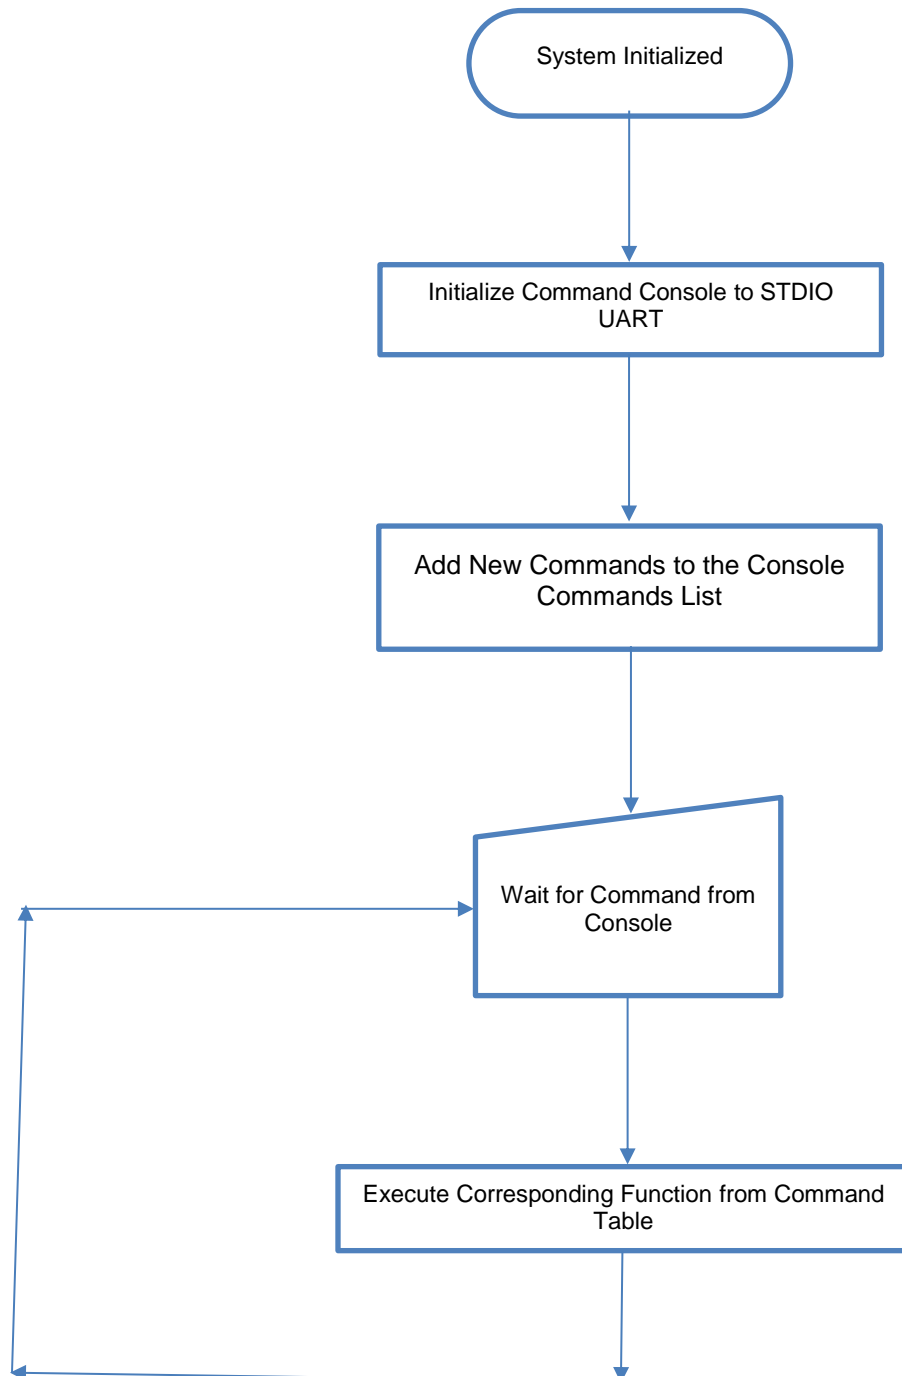 System Initialized
Initialize Command Console to STDIO
UART
Add New Commands to the Console
Commands List
Wait for Command from
Console
Execute Corresponding Function from Command
Table